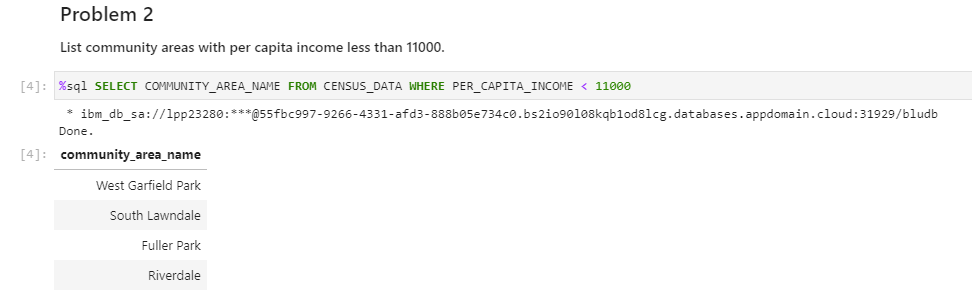 Problem 2
List community areas with per capita income less than 11000.
[4]: %sql SELECT COMMUNITY_AREA_NAME FROM CENSUS_DATA WHERE PER_CAPITA_INCOME < 11000
* ibm_db_sa://lpp23280:***@55fbc997-9266-4331-afd3-888b05e734c0.bs2io90l08kqb1od8lcg.databases.appdomain.cloud:31929/bludb
Done.
[4]: community_area_name
West Garfield Park
South Lawndale
Fuller Park
Riverdale